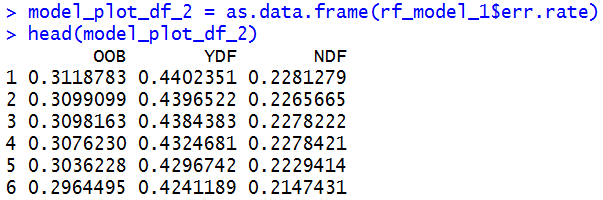 > model_plot_df_2 = as.data.frame(rf_model_1$err.rate)
> head(model_plot_df_2)
OOB YDF NDF
1 0.3118783 0.4402351 0.2281279
2 0.3099099 0.4396522 0.2265665
3 0.3098163 0.4384383 0.2278222
4 0.3076230 0.4324681 0.2278421
5 0.3036228 0.4296742 0.2229414
6 0.2964495 0.4241189 0.2147431